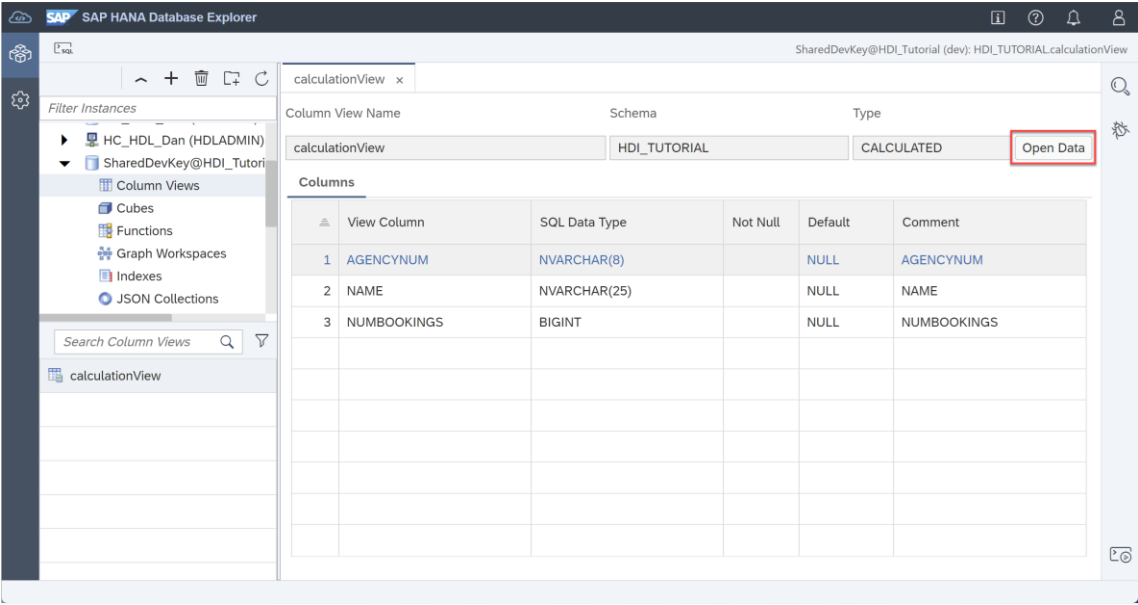 SAP SAP HANA Database Explorer
SQL
SharedDevKey@HDI_Tutorial (dev): HDI_TUTORIAL.calculationView
Filter Instances
HC_HDL_Dan (HDLADMIN)
SharedDevKey@HDI_Tutori
Column Views
Cubes
Functions
Graph Workspaces
Indexes
JSON Collections
Search Column Views
calculationView
calculationView ×
Column View Name Schema Type
calculationView HDI_TUTORIAL CALCULATED Open Data
Columns
View Column SQL Data Type Not Null Default Comment
1 AGENCYNUM NVARCHAR(8) NULL AGENCYNUM
2 NAME NVARCHAR(25) NULL NAME
3 NUMBOOKINGS BIGINT NULL NUMBOOKINGS